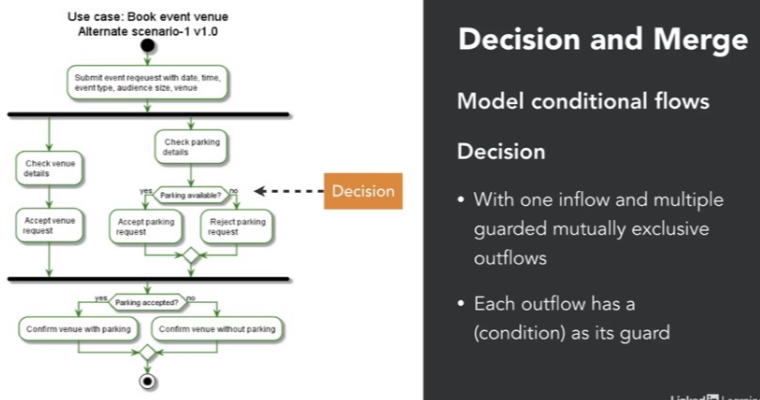 Use case: Book event venue
Alternate scenario-1 v1.0
Submit event reqeuest with date, time,
event type, audience size, venue
Check venue
details
Accept venue
request
Check parking
details
yes
Parking available?
no
Accept parking
request
Reject parking
request
Decision
yes
Parking accepted?
no
Confirm venue with parking
Confirm venue without parking
Decision and Merge
Model conditional flows
Decision
• With one inflow and multiple
guarded mutually exclusive
outflows
• Each outflow has a
(condition) as its guard
Linked in Learning